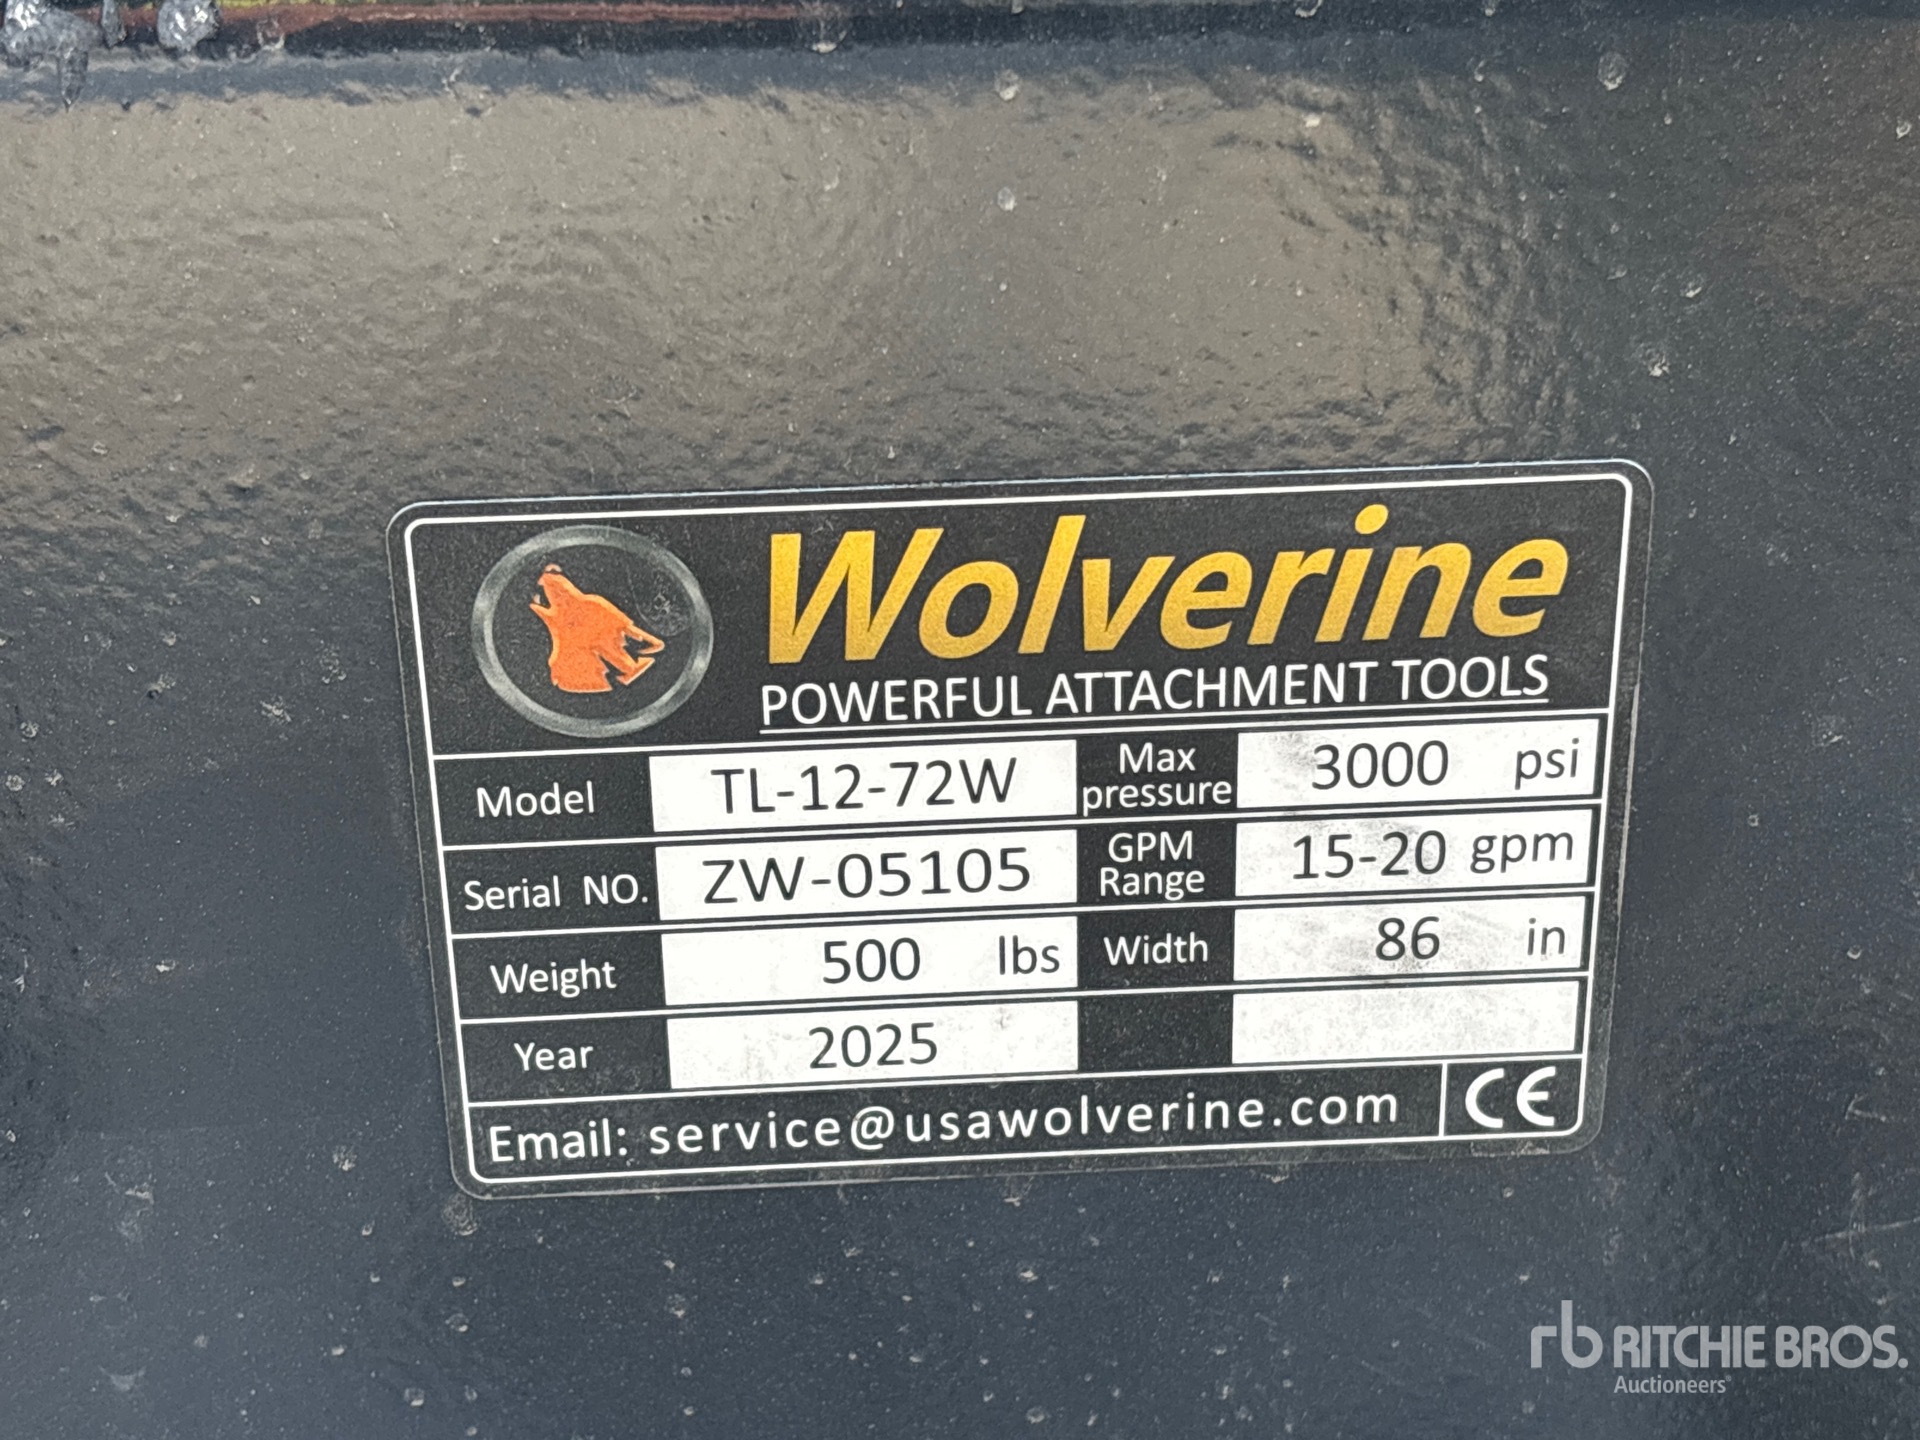 Wolverine
POWERFUL ATTACHMENT TOOLS
Model TL-12-72W Max pressure 3000 psi
Serial NO. ZW-05105 GPM Range 15-20 gpm
Weight 500 lbs Width 86 in
Year 2025
Email: service@usawolverine.com CE
rb RITCHIE BROS.
Auctioneers